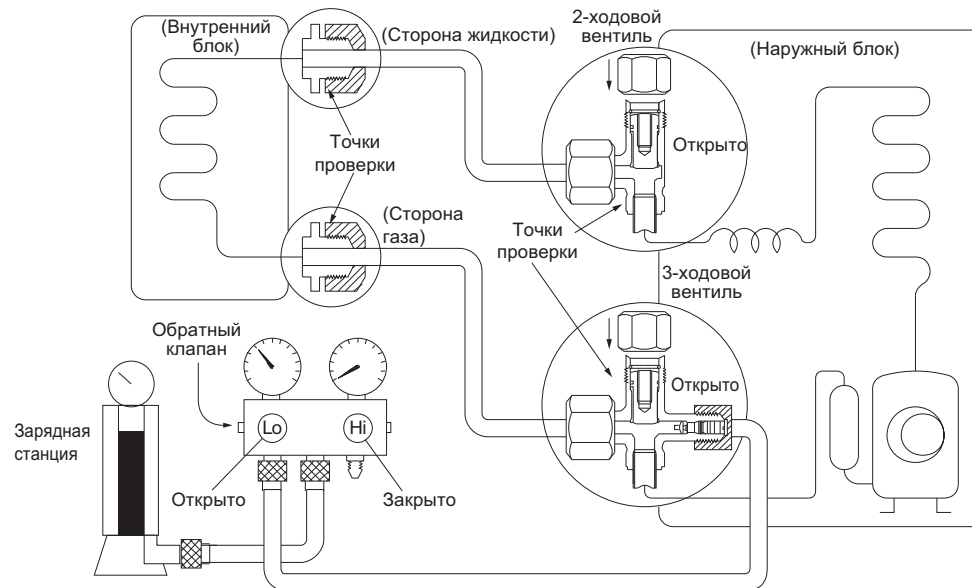 (Внутренний
блок)
(Сторона жидкости)
2-ходовой
вентиль
(Наружный блок)
Открыто
Точки
проверки
(Сторона
газа)
Точки
проверки
3-ходовой
вентиль
Открыто
Обратный
клапан
Зарядная
станция
Lo
Hi
Открыто
Закрыто